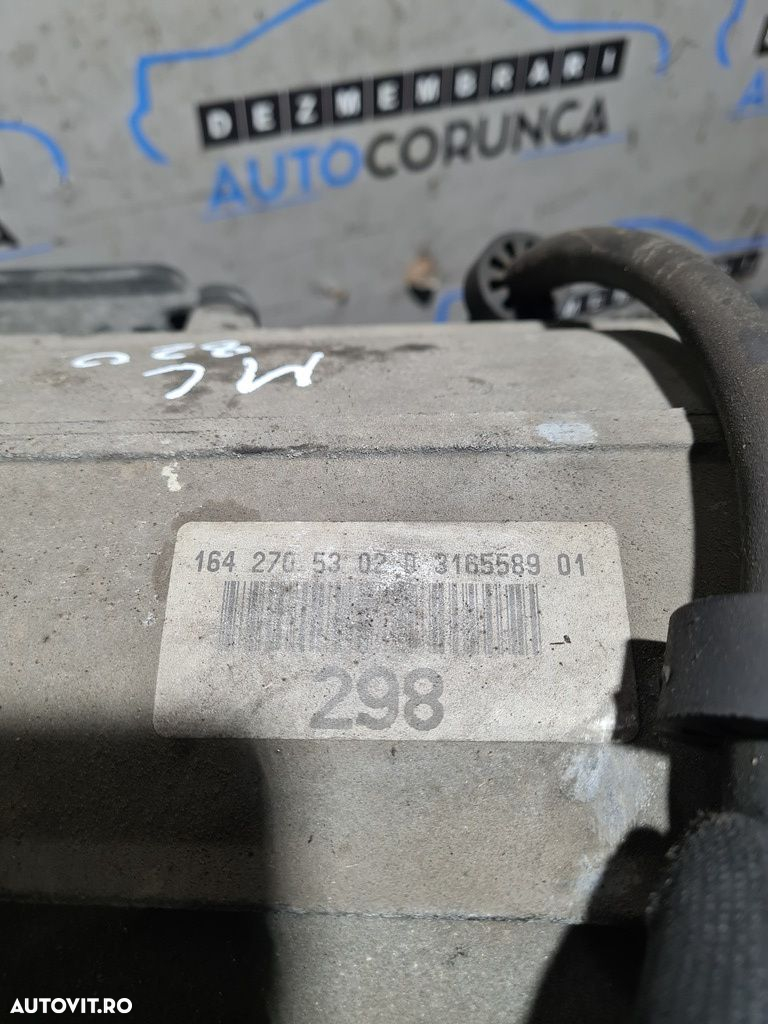 DEZMEMBRARI
AUTOCORUNCA
ML
320
164 270 53 02 0 3165589 01
298
AUTOVIT.RO